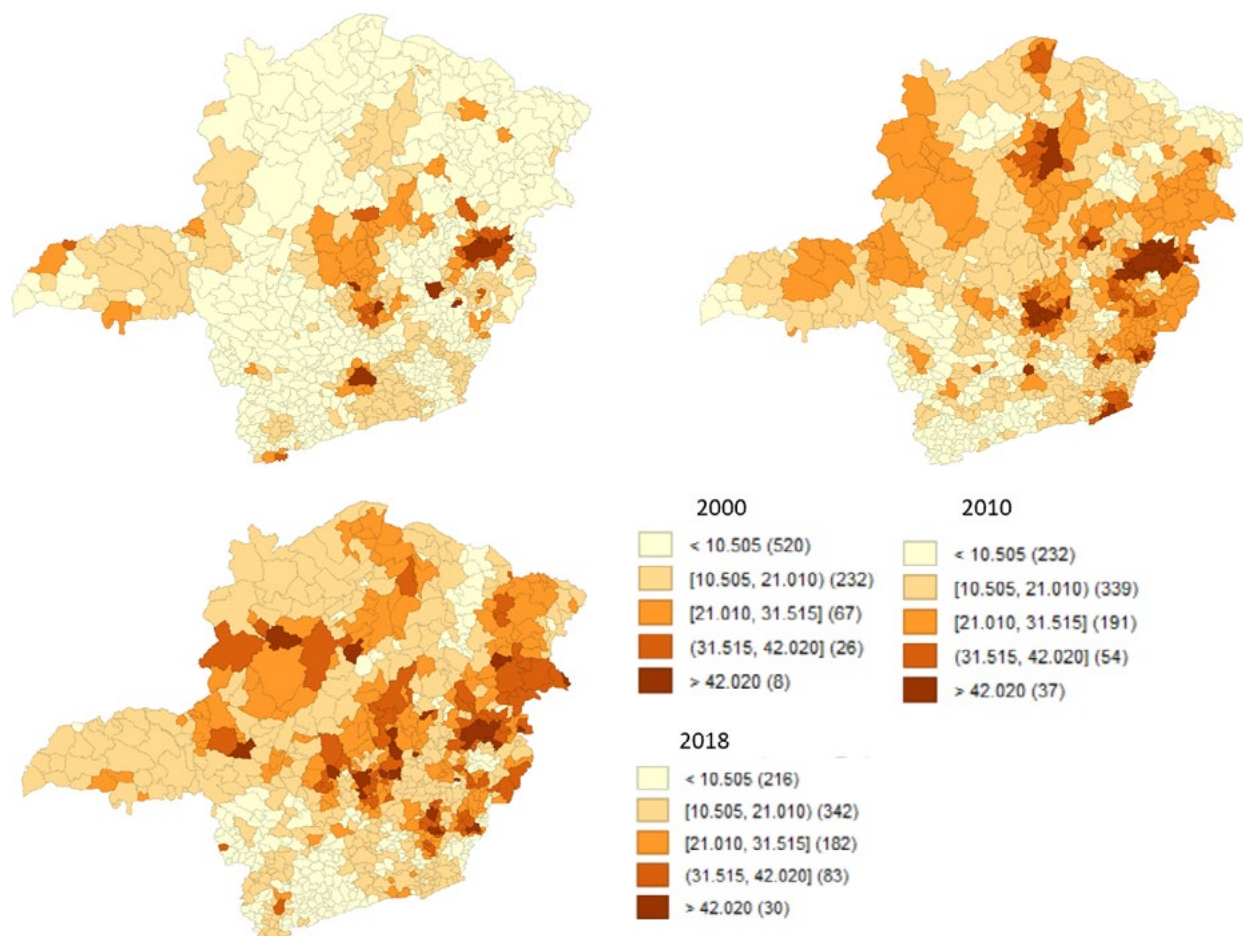 2000
< 10.505 (520)
[10.505, 21.010) (232)
[21.010, 31.515] (67)
(31.515, 42.020] (26)
> 42.020 (8)
2010
< 10.505 (232)
[10.505, 21.010) (339)
[21.010, 31.515] (191)
(31.515, 42.020] (54)
> 42.020 (37)
2018
< 10.505 (216)
[10.505, 21.010) (342)
[21.010, 31.515] (182)
(31.515, 42.020] (83)
> 42.020 (30)